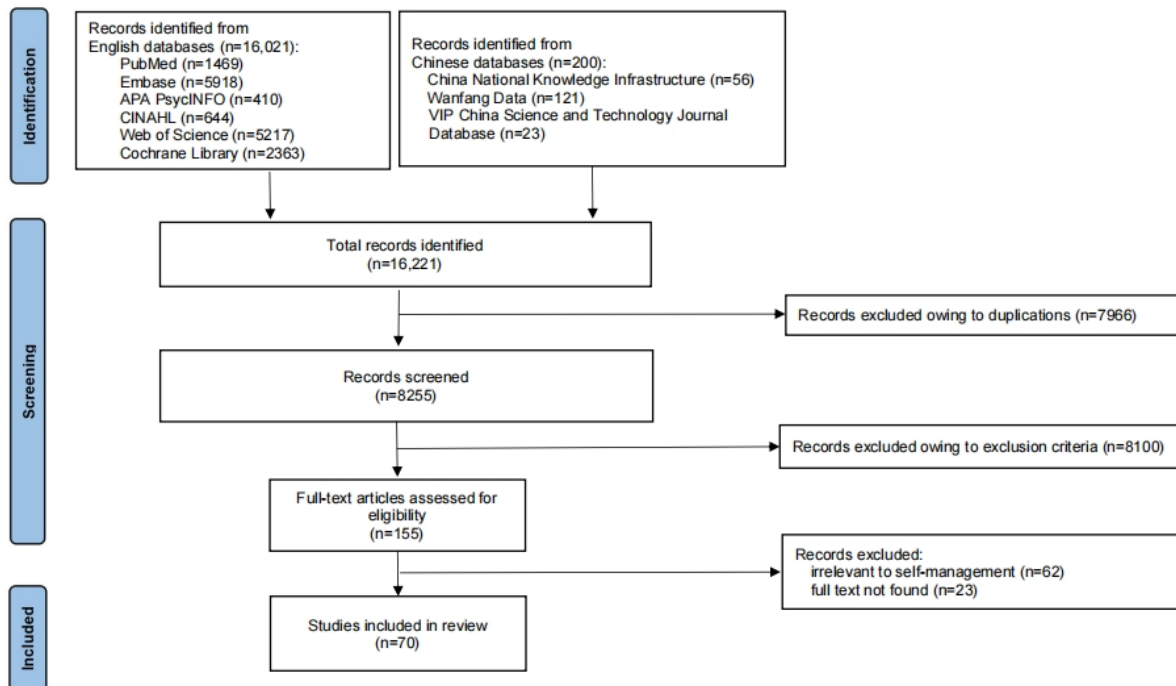 Identification
Records identified from
English databases (n=16,021):
PubMed (n=1469)
Embase (n=5918)
APA PsycINFO (n=410)
CINAHL (n=644)
Web of Science (n=5217)
Cochrane Library (n=2363)
Records identified from
Chinese databases (n=200):
China National Knowledge Infrastructure (n=56)
Wanfang Data (n=121)
VIP China Science and Technology Journal
Database (n=23)
Screening
Total records identified
(n=16,221)
Records excluded owing to duplications (n=7966)
Records screened
(n=8255)
Records excluded owing to exclusion criteria (n=8100)
Full-text articles assessed for
eligibility
(n=155)
Records excluded:
irrelevant to self-management (n=62)
full text not found (n=23)
Included
Studies included in review
(n=70)